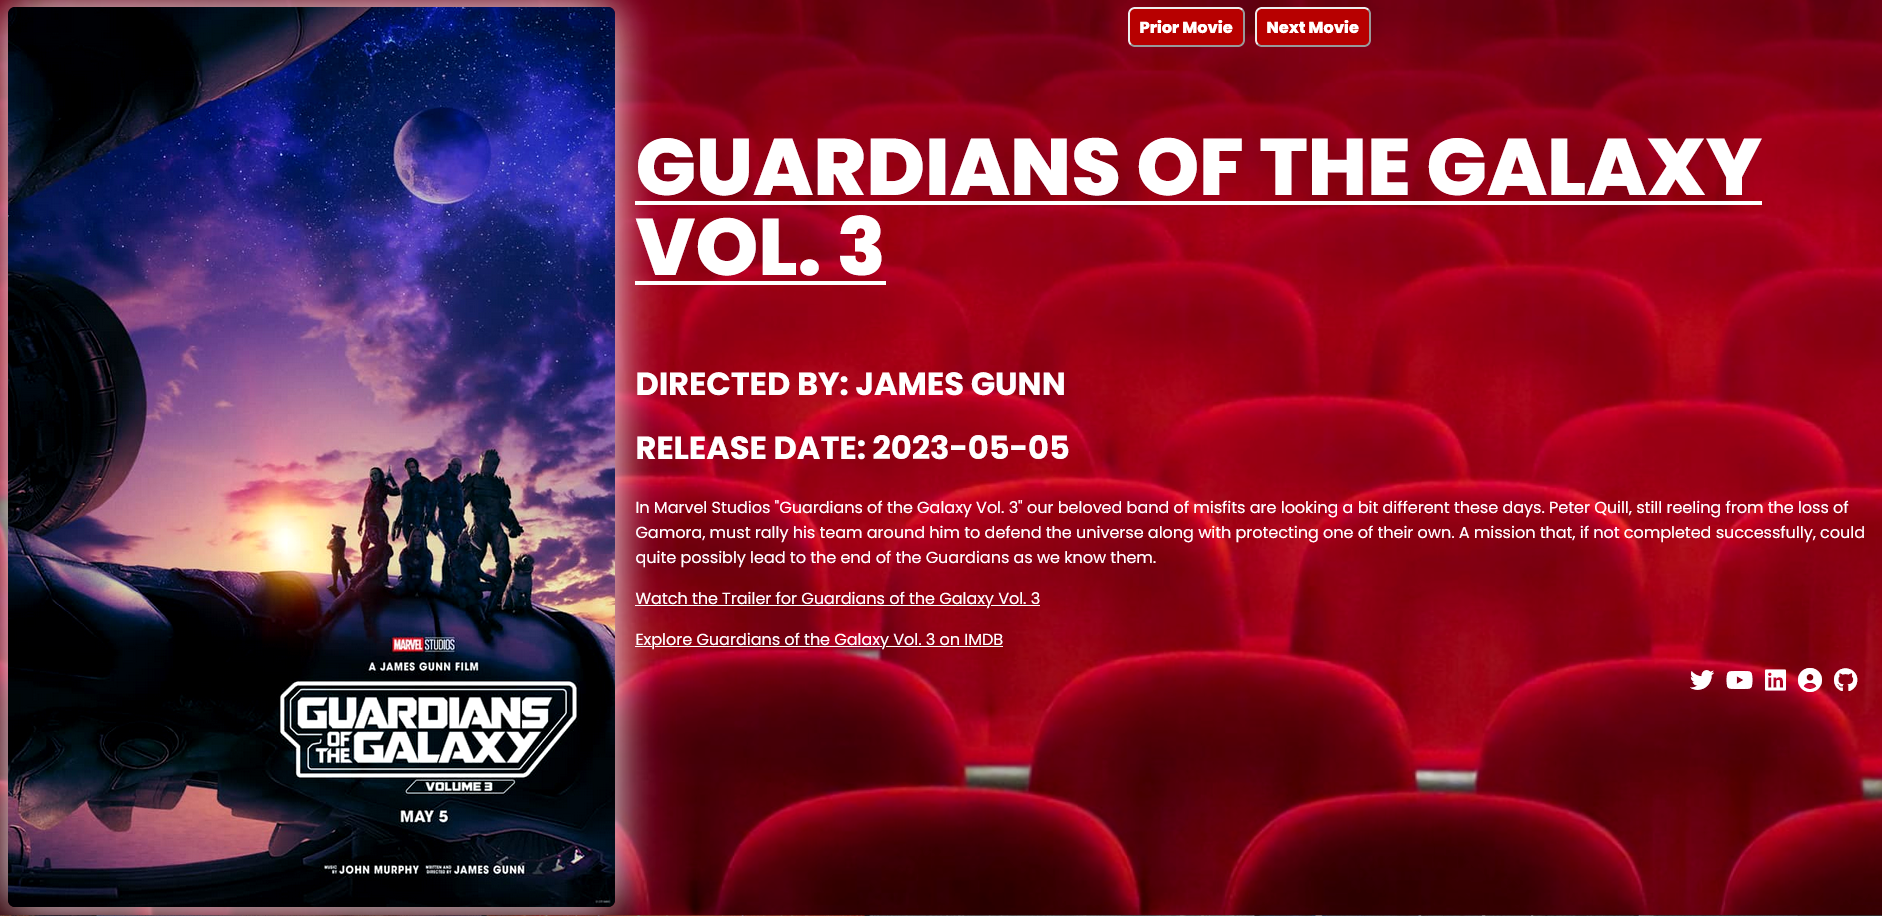 Prior Movie Next Movie
GUARDIANS OF THE GALAXY
VOL. 3
DIRECTED BY: JAMES GUNN
RELEASE DATE: 2023-05-05
In Marvel Studios "Guardians of the Galaxy Vol. 3" our beloved band of misfits are looking a bit different these days. Peter Quill, still reeling from the loss of
Gamora, must rally his team around him to defend the universe along with protecting one of their own. A mission that, if not completed successfully, could
quite possibly lead to the end of the Guardians as we know them.
Watch the Trailer for Guardians of the Galaxy Vol. 3
Explore Guardians of the Galaxy Vol. 3 on IMDB
in
MARVEL STUDIOS
A JAMES GUNN FILM
GUARDIANS
OF
THE GALAXY
VOLUME 3
MAY 5
MUSIC BY JOHN MURPHY WRITTEN AND DIRECTED BY JAMES GUNN